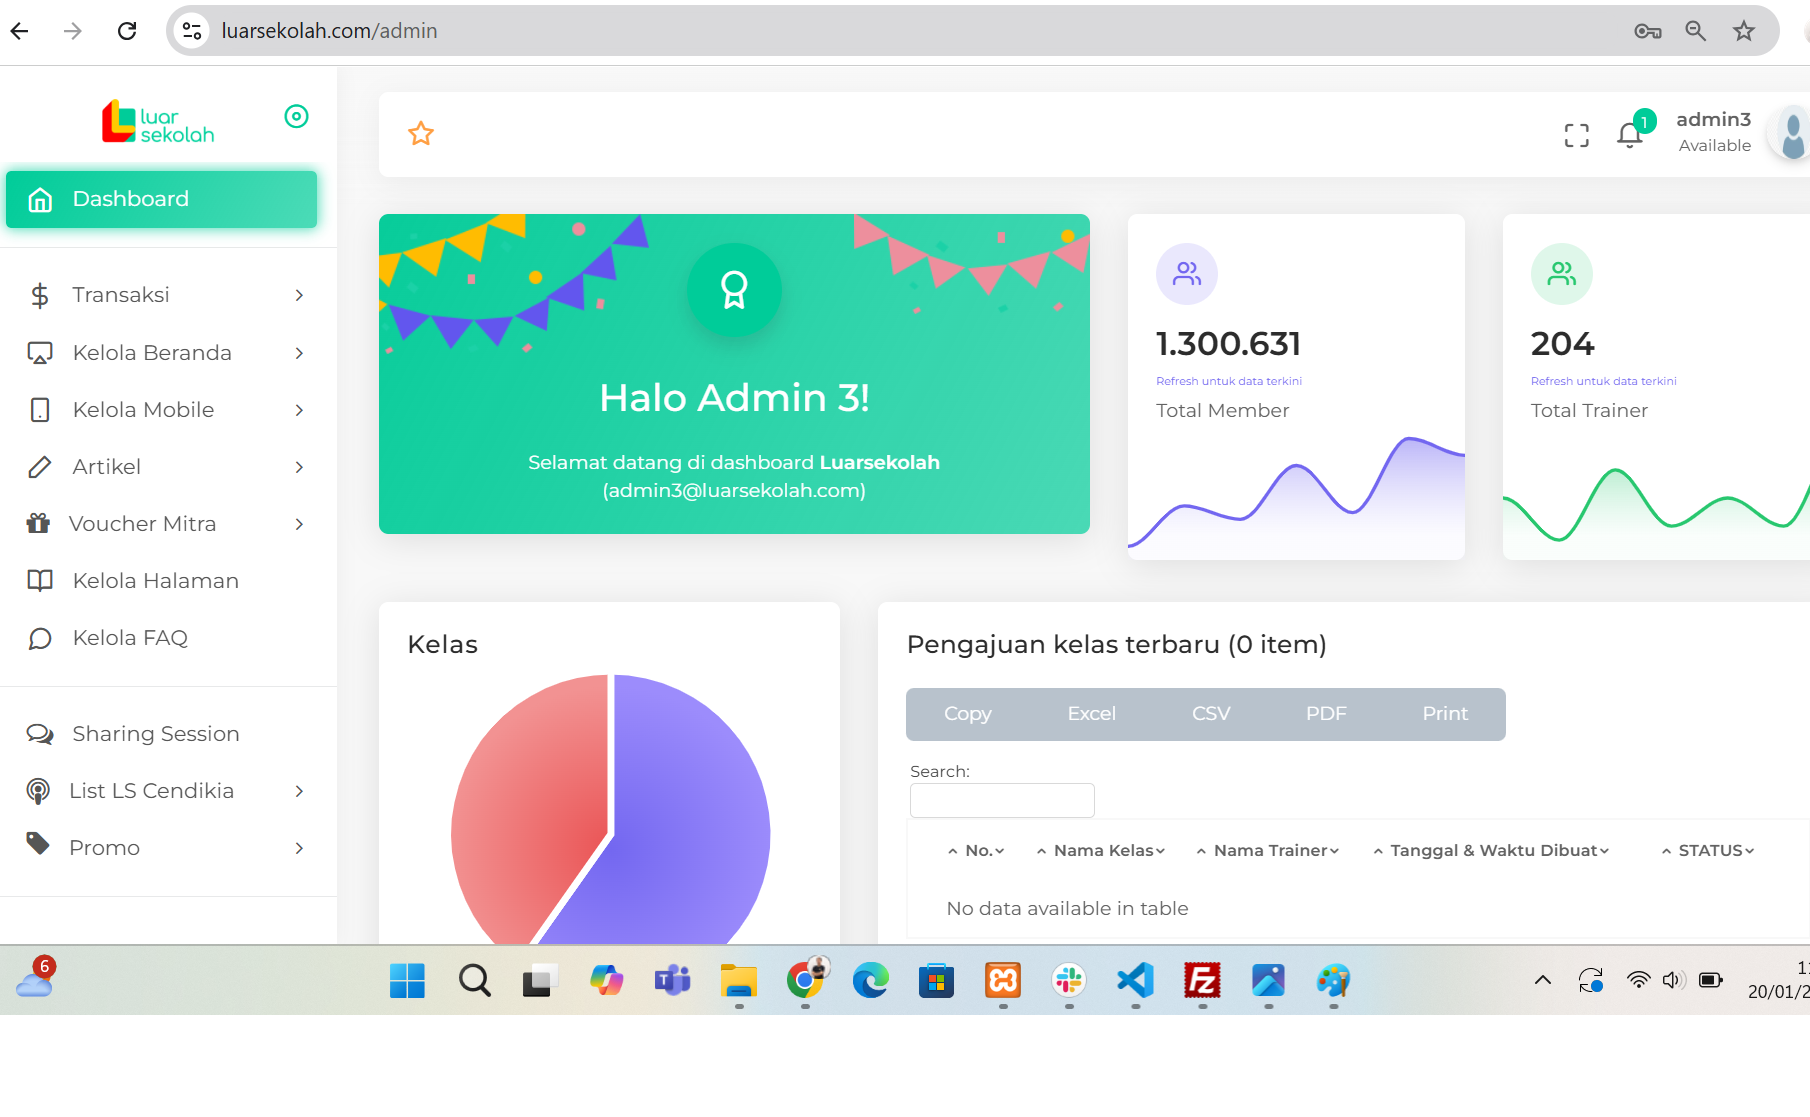 luarsekolah.com/admin
luar
sekolah
1
admin3
Available
Dashboard
Transaksi
Kelola Beranda
Kelola Mobile
Artikel
Voucher Mitra
Kelola Halaman
Kelola FAQ
Sharing Session
List LS Cendikia
Promo
Halo Admin 3!
Selamat datang di dashboard Luarsekolah
(admin3@luarsekolah.com)
1.300.631
Refresh untuk data terkini
Total Member
204
Refresh untuk data terkini
Total Trainer
Kelas
Pengajuan kelas terbaru (0 item)
Copy Excel CSV PDF Print
Search:
No. Nama Kelas Nama Trainer Tanggal & Waktu Dibuat STATUS
No data available in table
6
20/01/2